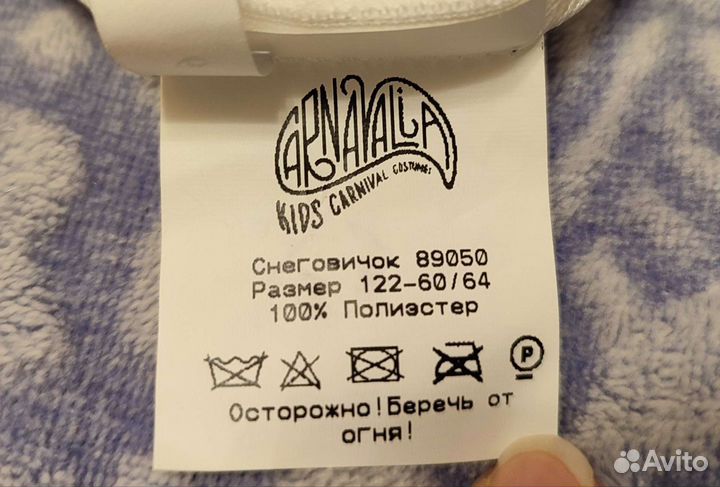 CARNAVALIA
KIDS CARNIVAL COSTUMES
Снеговичок 89050
Размер 122-60/64
100% Полиэстер
P
Осторожно!Беречь от
огня!
Avito